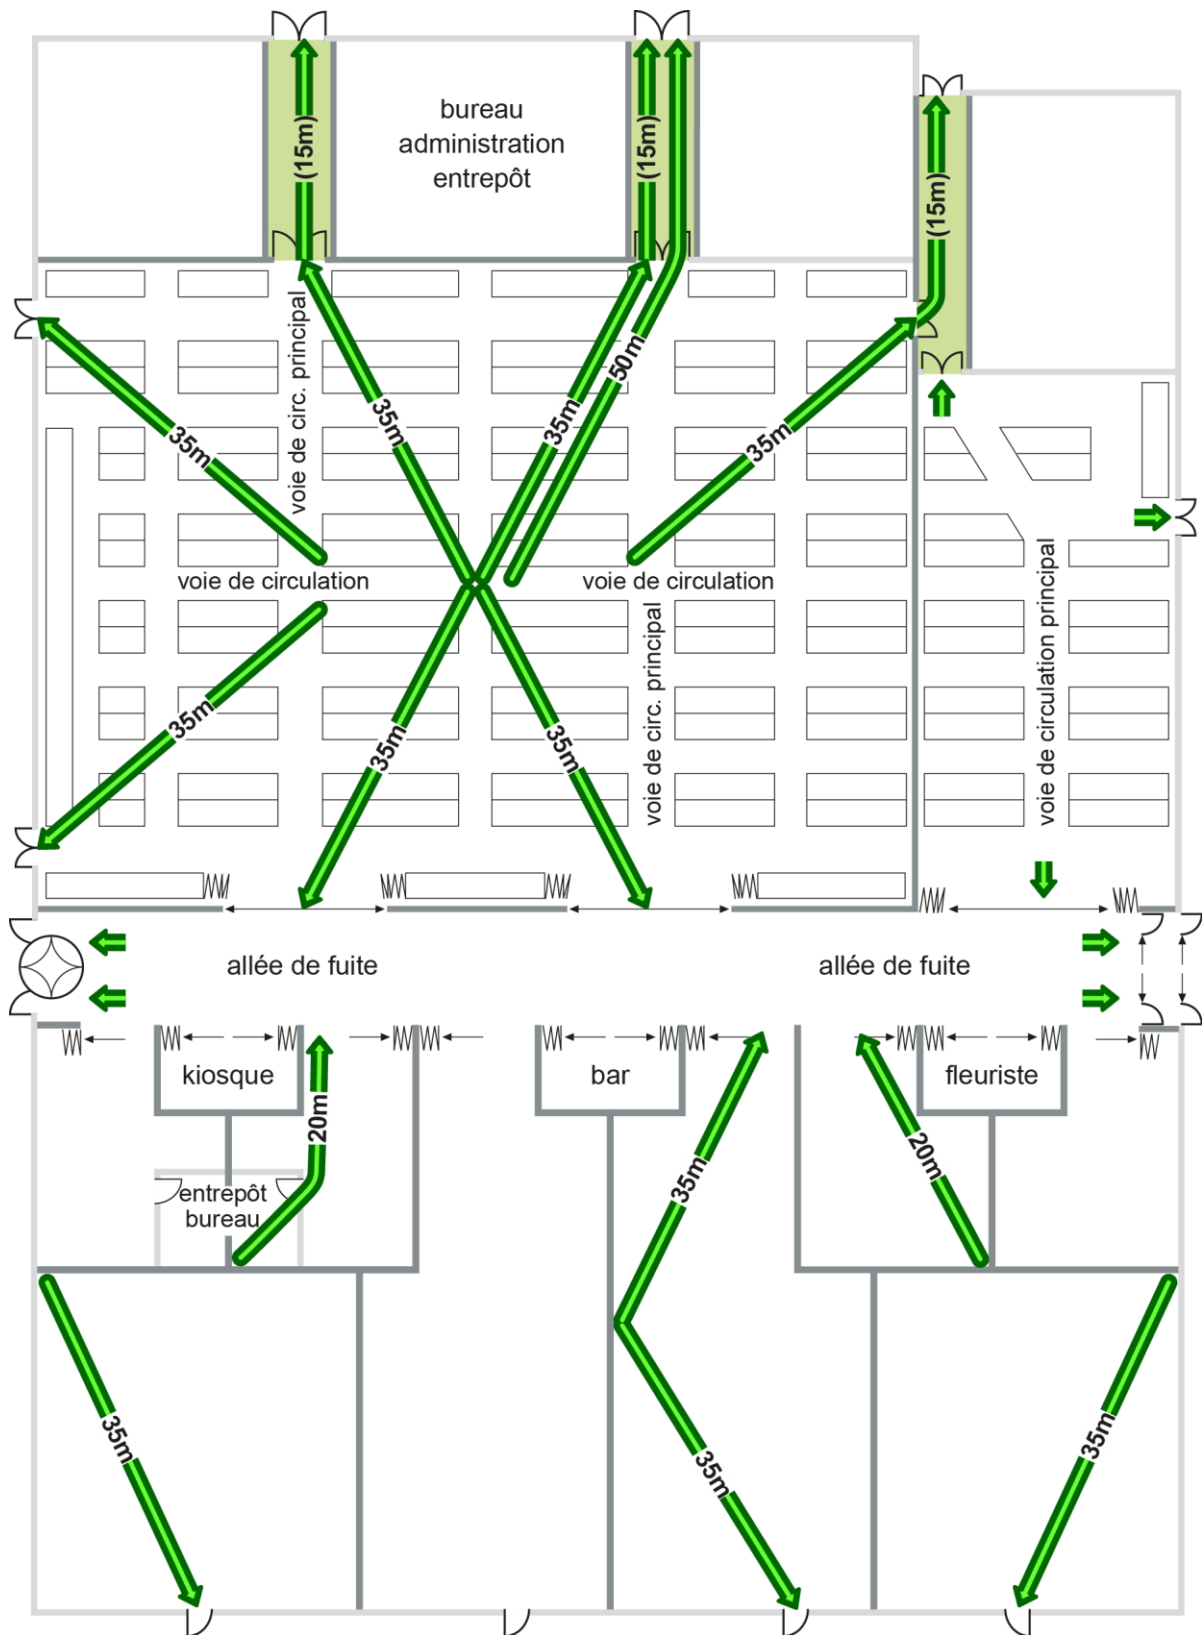 bureau
administration
entrepôt
(15m)
(15m)
(15m)
voie de circ. principal
35m
35m
35m
50m
35m
voie de circulation
voie de circulation
voie de circ. principal
voie de circulation principal
35m
35m
35m
allée de fuite
allée de fuite
kiosque
bar
fleuriste
20m
35m
20m
entrepôt
bureau
35m
35m
35m